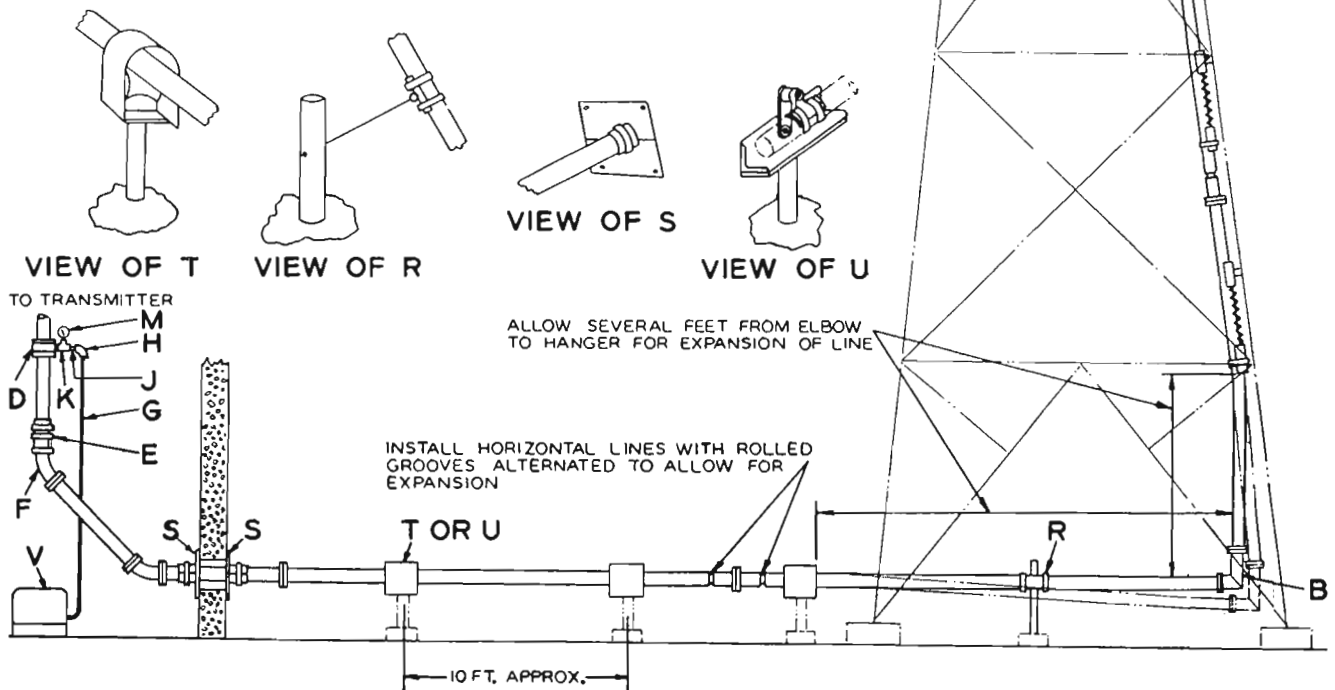 VIEW OF T
VIEW OF R
VIEW OF S
VIEW OF U
TO TRANSMITTER
M
H
D
K
J
G
E
F
V
S
S
ALLOW SEVERAL FEET FROM ELBOW
TO HANGER FOR EXPANSION OF LINE
INSTALL HORIZONTAL LINES WITH ROLLED
GROOVES ALTERNATED TO ALLOW FOR
EXPANSION
T OR U
R
B
10 FT. APPROX.